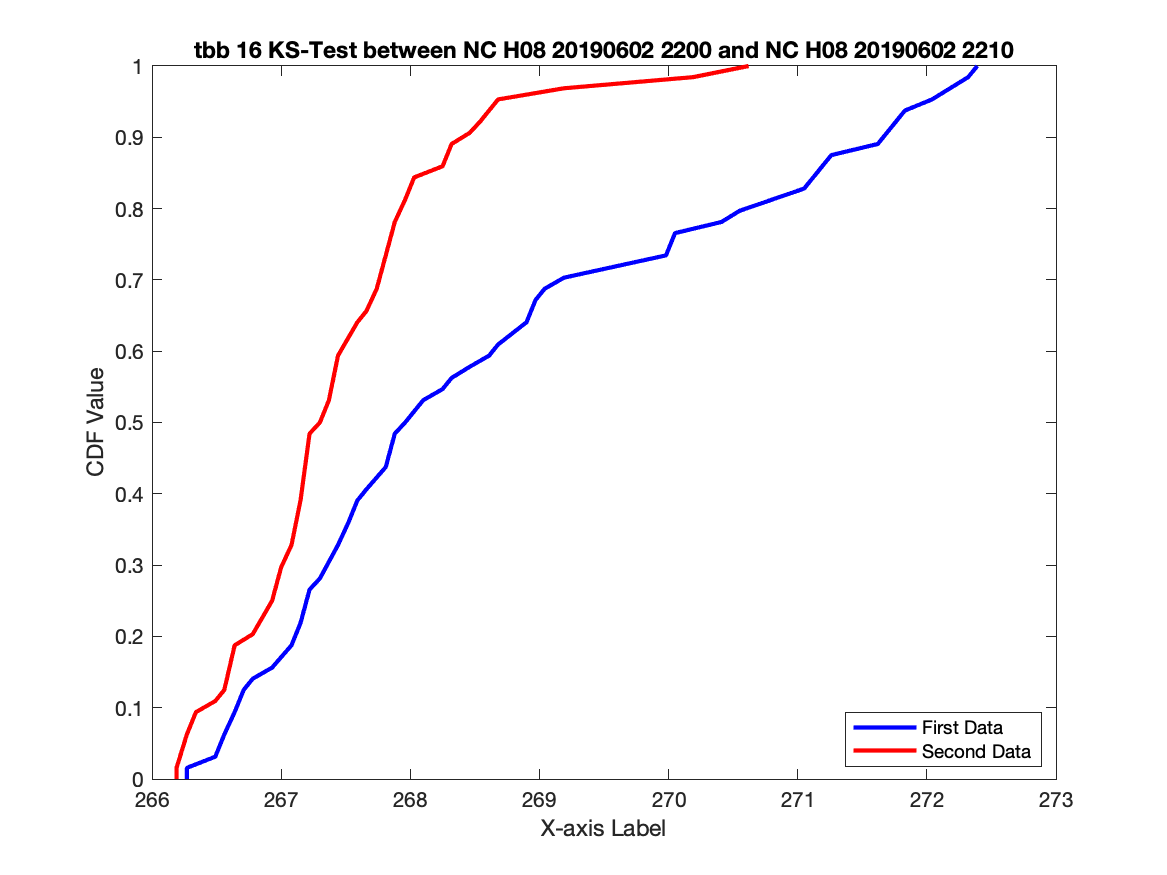 tbb 16 KS-Test between NC H08 20190602 2200 and NC H08 20190602 2210
1
0.9
0.8
0.7
0.6
0.5
0.4
0.3
0.2
0.1
0
CDF Value
First Data
Second Data
266 267 268 269 270 271 272 273
X-axis Label